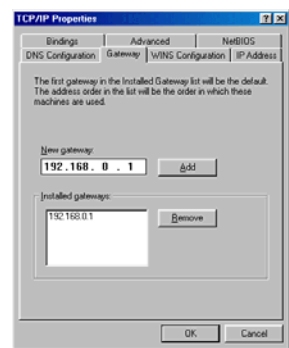 TCP/IP Properties
Bindings Advanced NetBIOS
DNS Configuration Gateway WINS Configuration IP Address
The first gateway in the Installed Gateway list will be the default.
The address order in the list will be the order in which these
machines are used.
New gateway:
192.168. 0 . 1 Add
Installed gateways:
192.168.0.1 Remove
OK Cancel